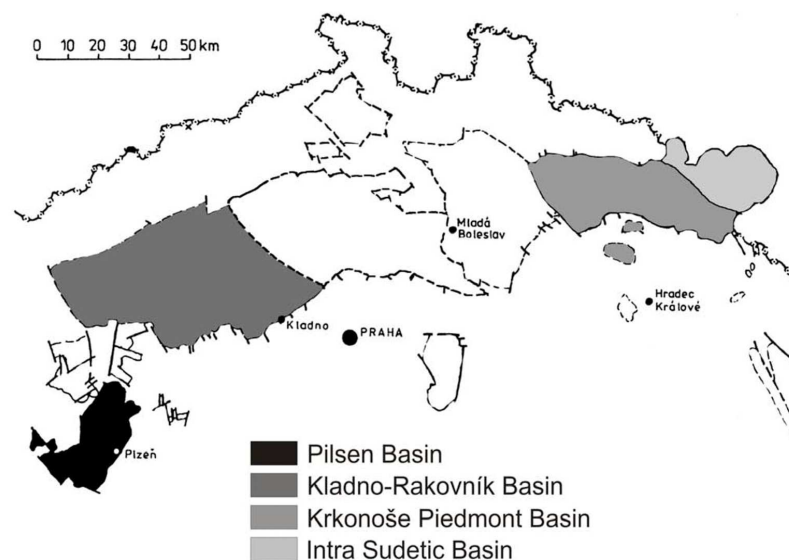 0 10 20 30 40 50 km
Mladá
Boleslav
Hradec
Králové
Kladno
PRAHA
Plzeň
Pilsen Basin
Kladno-Rakovník Basin
Krkonoše Piedmont Basin
Intra Sudetic Basin